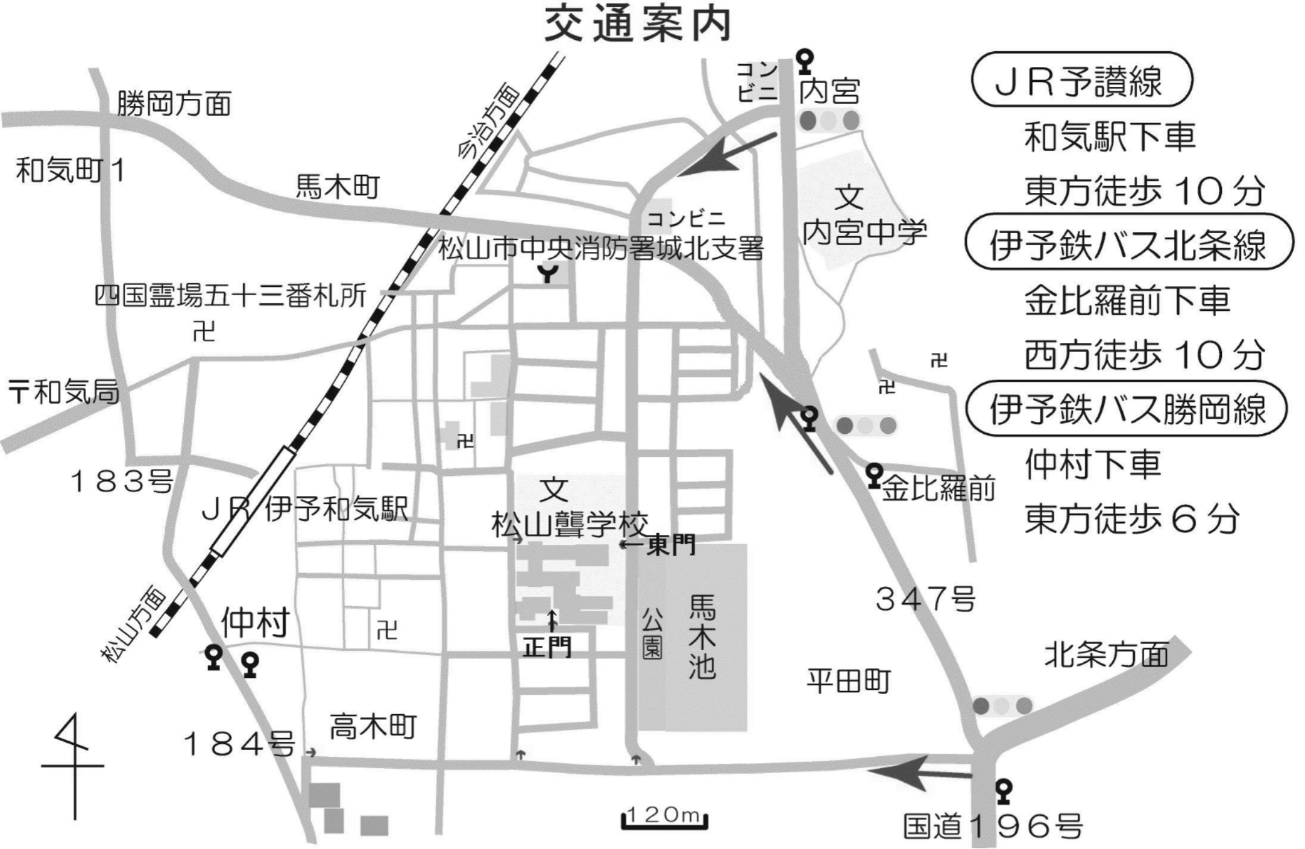 交通案内
コン
ビニ
内宮
ＪＲ予讃線
勝岡方面
今治方面
和気駅下車
和気町１
馬木町
東方徒歩10分
文
内宮中学
コンビニ
伊予鉄バス北条線
松山市中央消防署城北支署
四国霊場五十三番札所
卍
金比羅前下車
西方徒歩10分
卍
卍
〒和気局
伊予鉄バス勝岡線
卍
仲村下車
１８３号
ＪＲ 伊予和気駅
文
松山聾学校
金比羅前
東方徒歩６分
←東門
３４７号
松山方面
仲村
卍
正門
公園
馬木池
北条方面
平田町
高木町
１８４号
１２０ｍ
国道１９６号